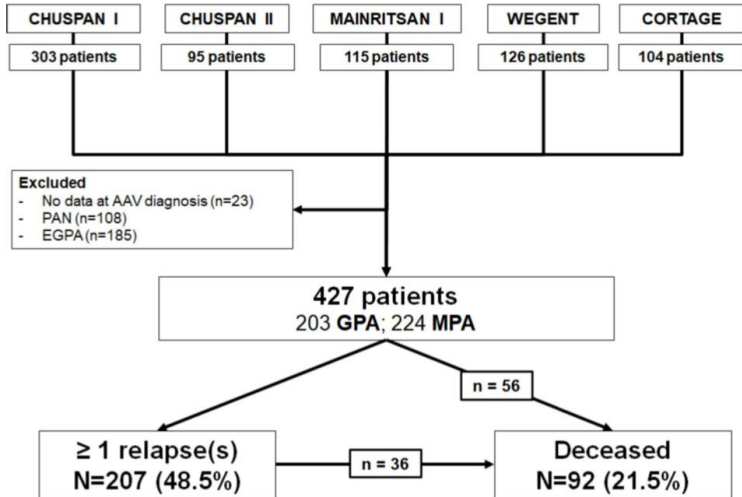 CHUSPAN I
CHUSPAN II
MAINRITSAN I
WEGENT
CORTAGE
303 patients
95 patients
115 patients
126 patients
104 patients
Excluded
- No data at AAV diagnosis (n=23)
- PAN (n=108)
- EGPA (n=185)
427 patients
203 GPA; 224 MPA
n = 56
≥ 1 relapse(s)
N=207 (48.5%)
n = 36
Deceased
N=92 (21.5%)